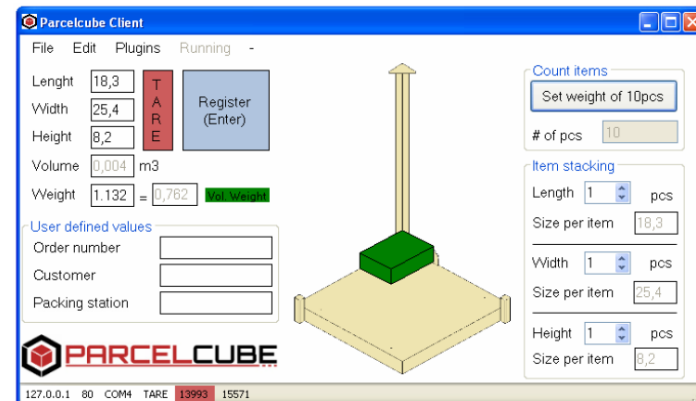 Parcelcube Client
File Edit Plugins Running -
Lenght 18,3
Width 25,4
Height 8,2
TARE
Register
(Enter)
Volume 0,004 m3
Weight 1.132 = 0,762 Vol. Weight
User defined values
Order number
Customer
Packing station
PARCELCUBE
Count items
Set weight of 10pcs
# of pcs 10
Item stacking
Length 1 pcs
Size per item 18,3
Width 1 pcs
Size per item 25,4
Height 1 pcs
Size per item 8,2
127.0.0.1 80 COM4 TARE 13993 15571